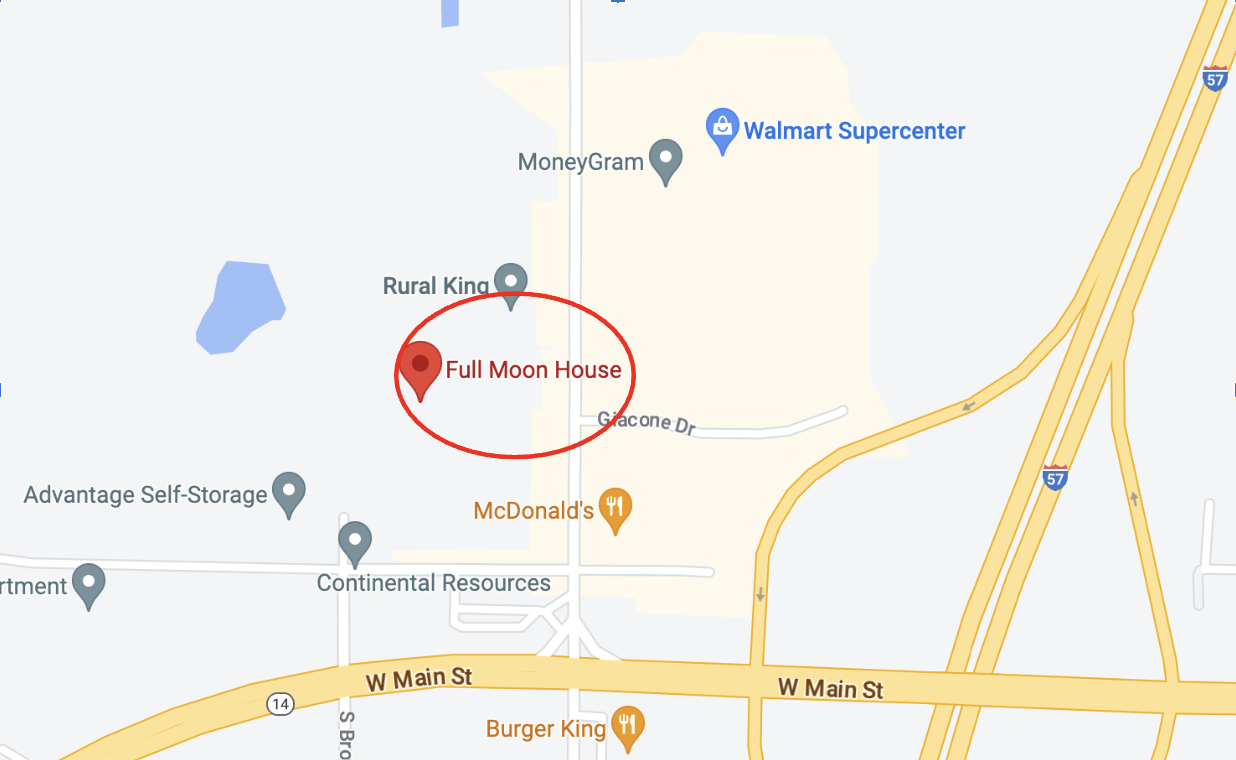 57
Walmart Supercenter
MoneyGram
Rural King
Full Moon House
Giacone Dr
57
Advantage Self-Storage
McDonald's
rtment
Continental Resources
W Main St
W Main St
14
S Bro
Burger King